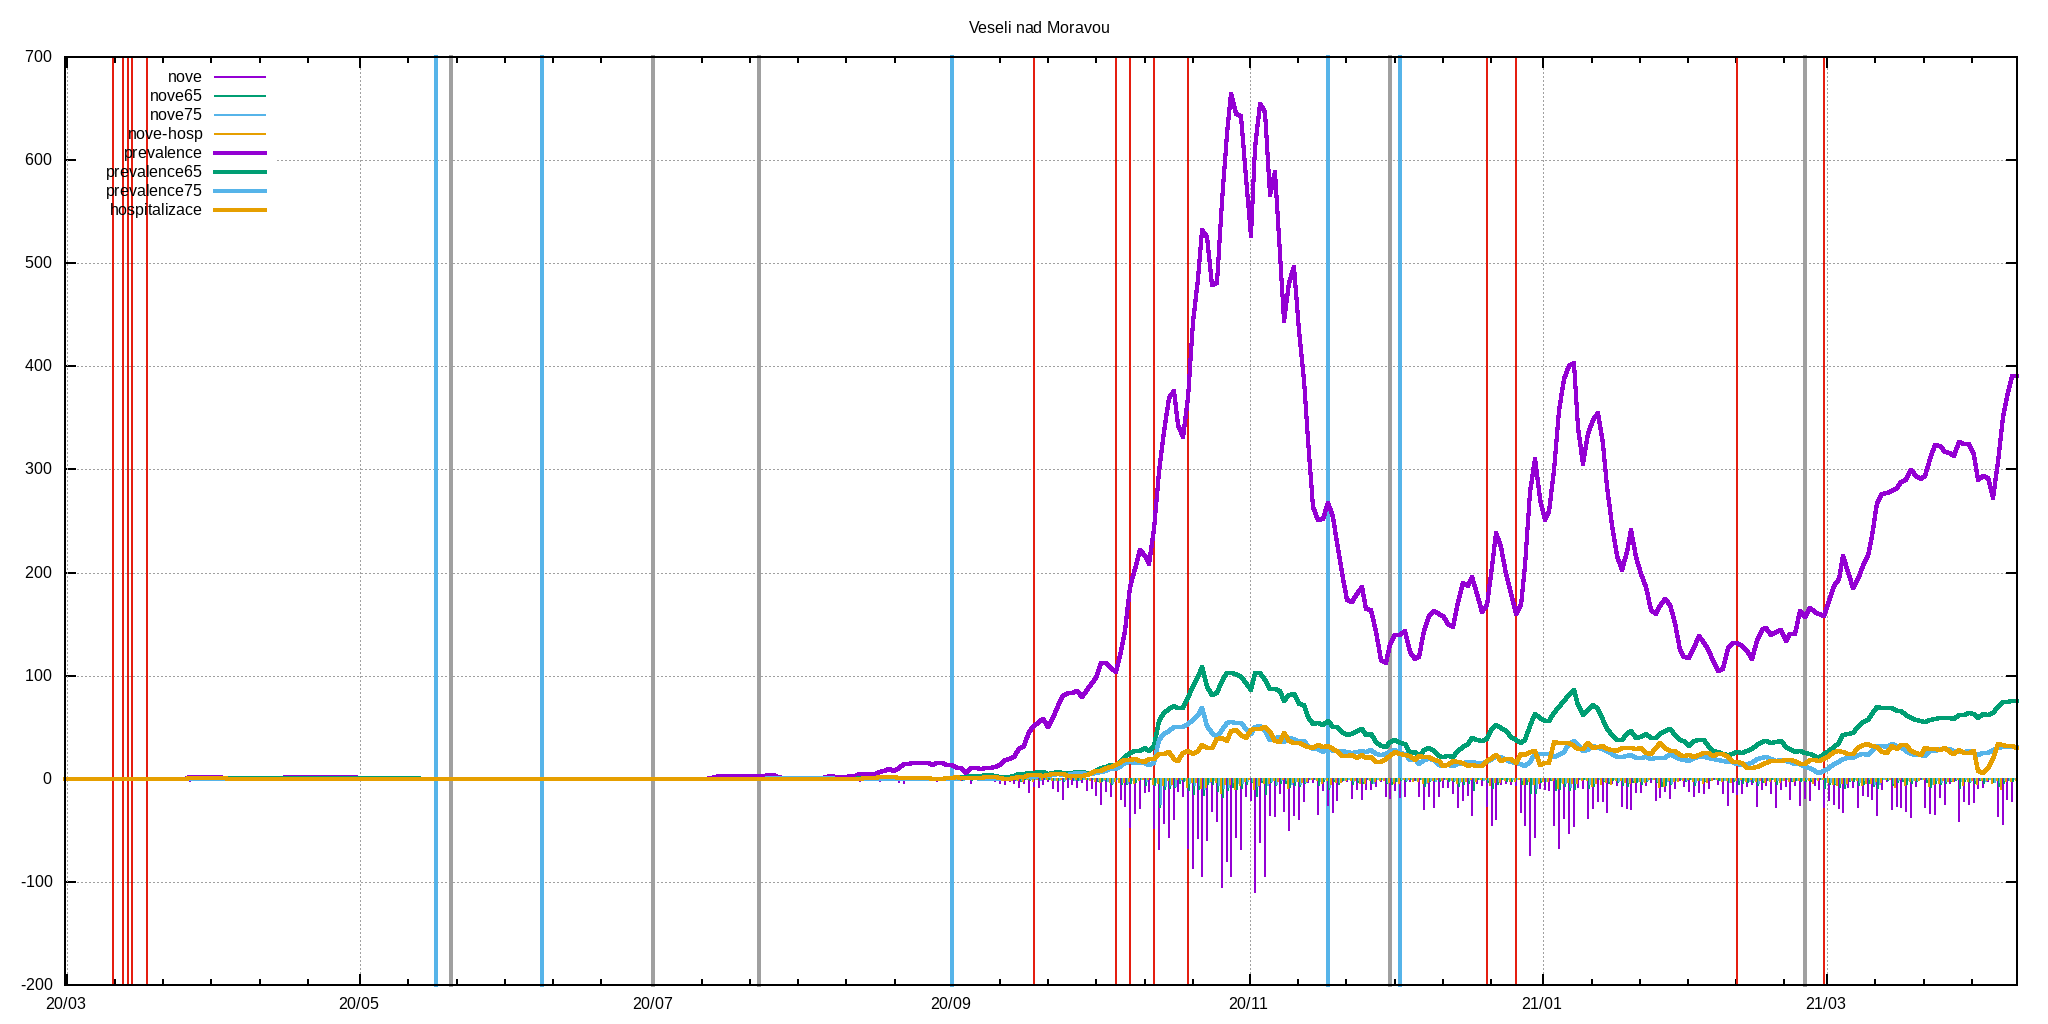 Veseli nad Moravou
700
600
500
400
300
200
100
0
-100
-200
nove
nove65
nove75
nove-hosp
prevalence
prevalence65
prevalence75
hospitalizace
20/03 20/05 20/07 20/09 20/11 21/01 21/03